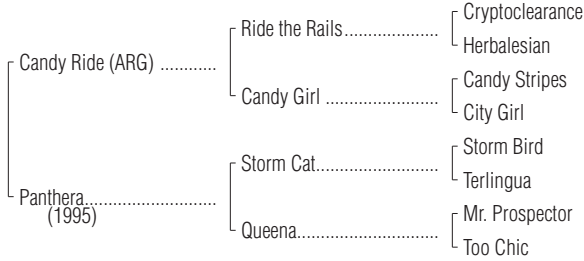 Cryptoclearance
Ride the Rails.....................
Herbalesian
Candy Ride (ARG) ............
Candy Stripes
Candy Girl .........................
City Girl
Storm Bird
Storm Cat...........................
Terlingua
Panthera............................
(1995)
Mr. Prospector
Queena...............................
Too Chic